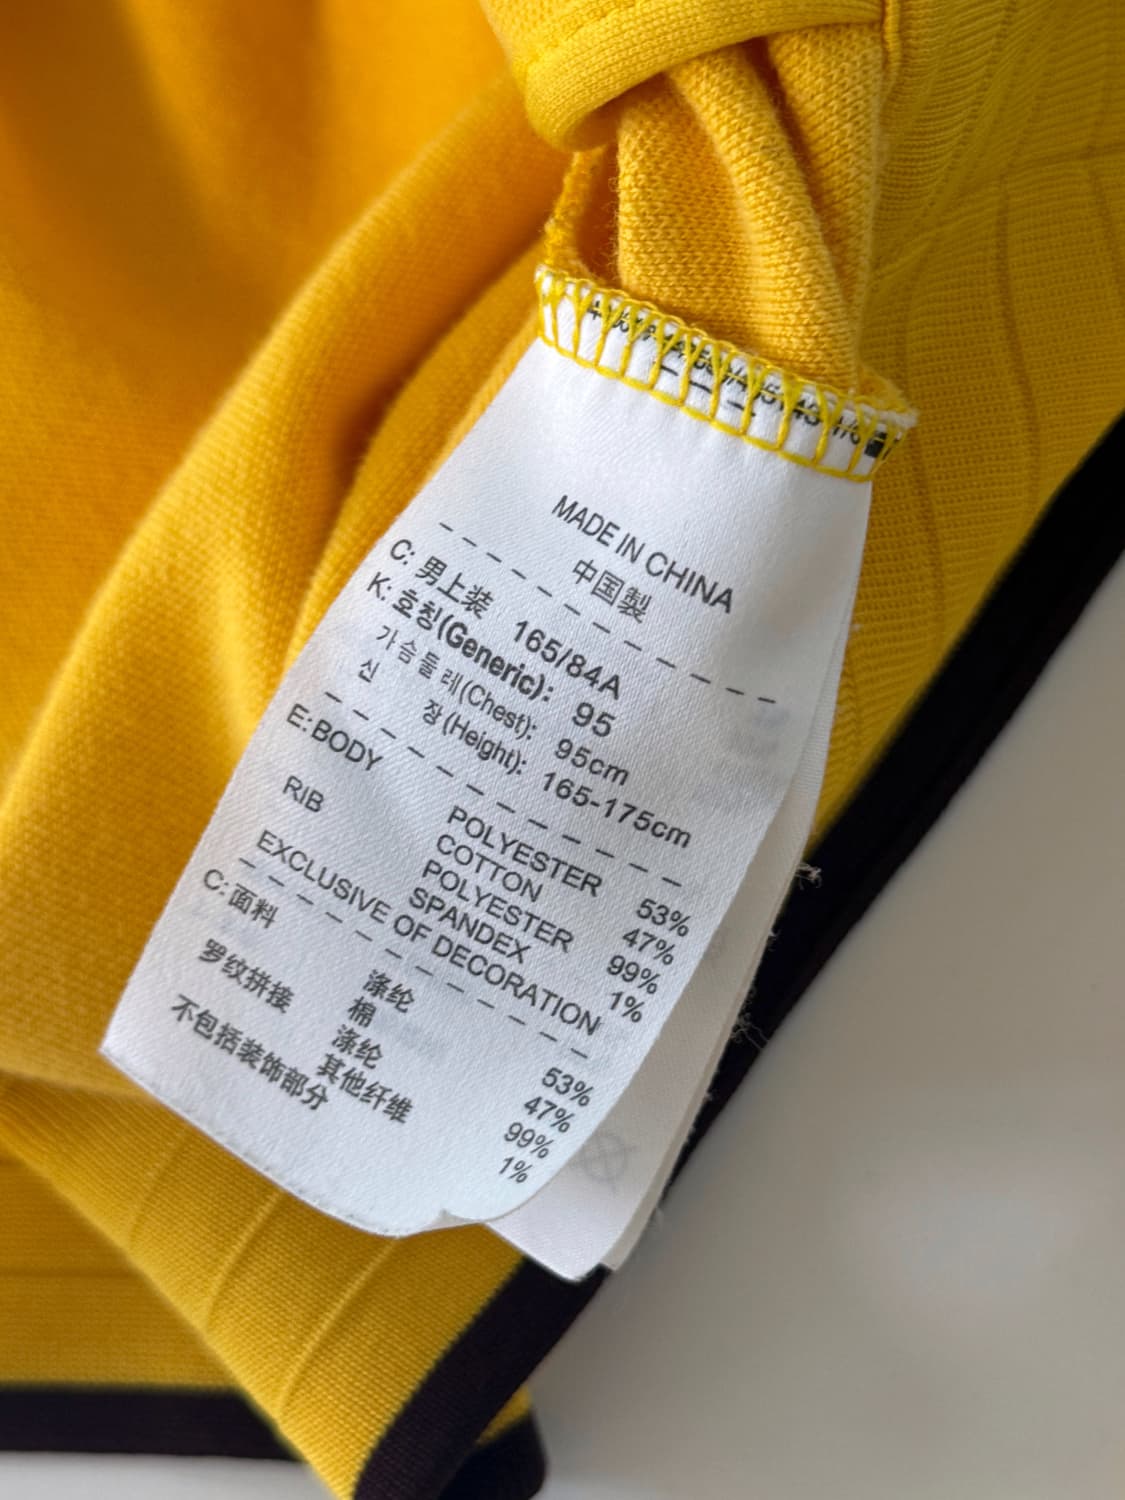 MADE IN CHINA
中国製
C: 男上装 165/84A
K: 호칭(Generic): 95
가슴둘레(Chest): 95cm
신 장(Height): 165-175cm
E: BODY POLYESTER 53%
COTTON 47%
RIB POLYESTER 99%
SPANDEX 1%
EXCLUSIVE OF DECORATION
C: 面料 涤纶 53%
棉 47%
罗纹拼接 涤纶 99%
其他纤维 1%
不包括装饰部分